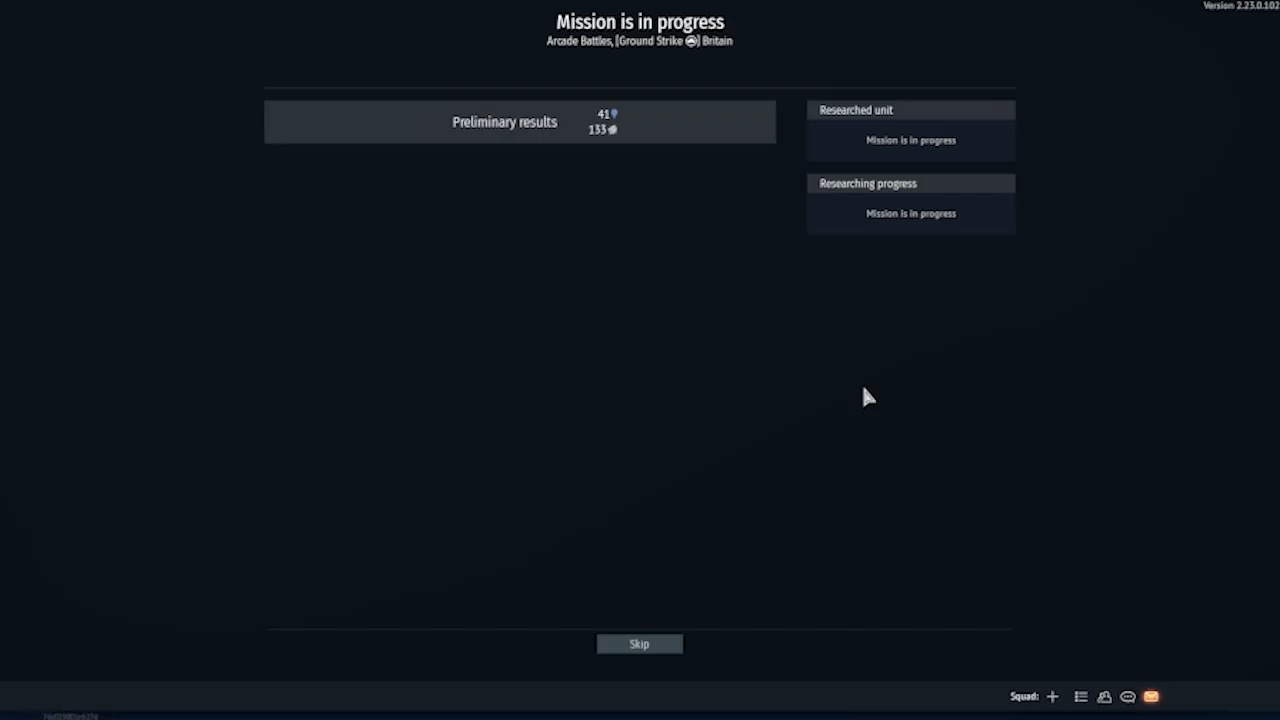 Version 2.23.0.102
Mission is in progress
Arcade Battles, [Ground Strike] Britain
Preliminary results
41
133
Researched unit
Mission is in progress
Researching progress
Mission is in progress
Skip
Squad: